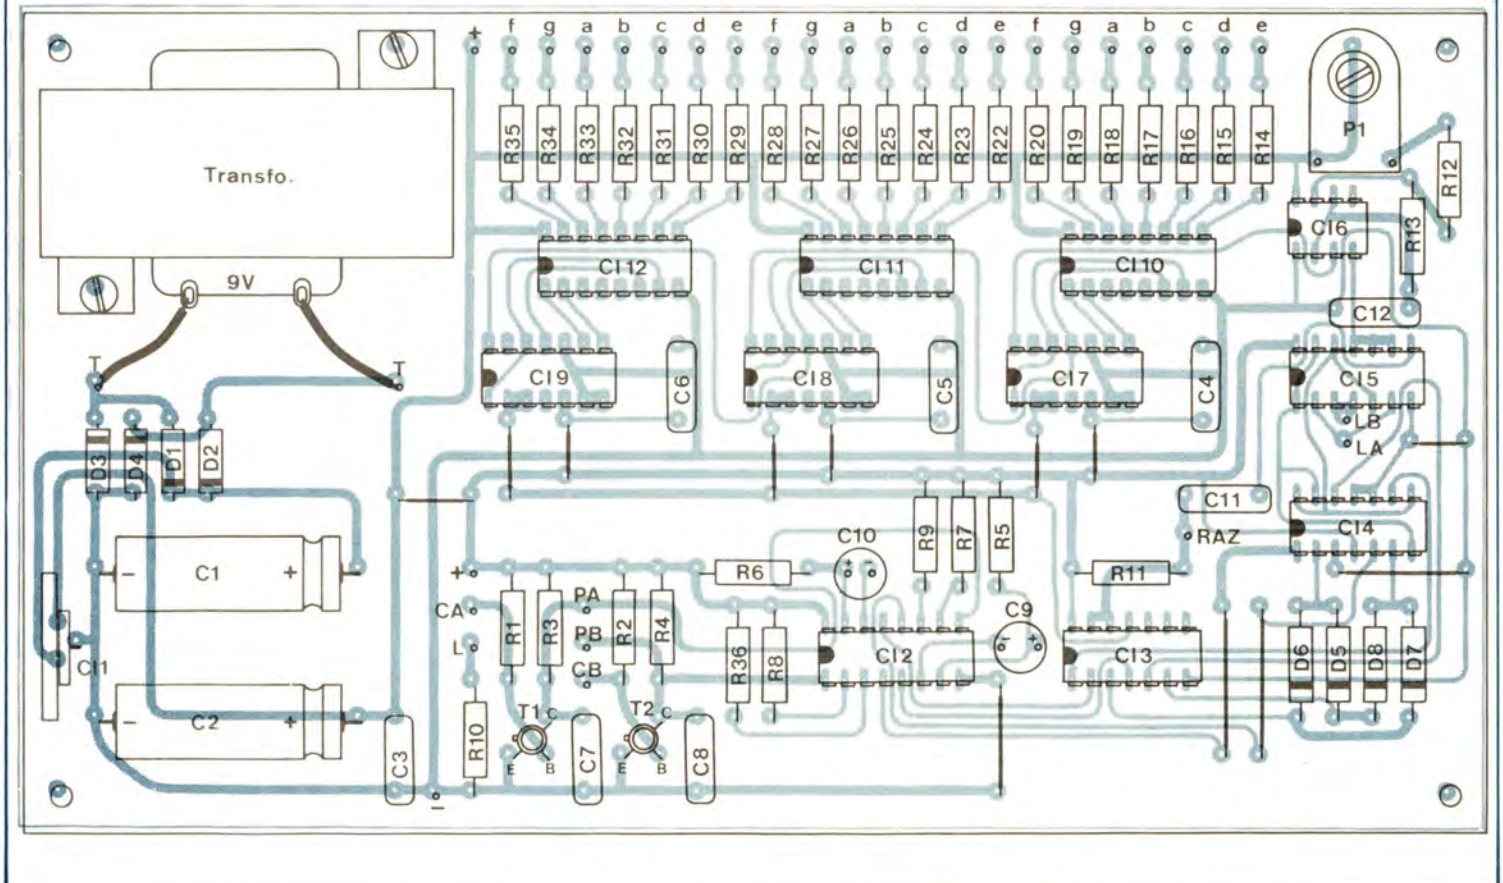 + f g a b c d e f g a b c d e f g a b c d e
P1
R35 R34 R33 R32 R31 R30 R29 R28 R27 R26 R25 R24 R23 R22 R20 R19 R18 R17 R16 R15 R14
R12
Transfo.
R13
CI6
CI12 CI11 CI10
9V
C12
T T
CI9 C6 CI8 C5 CI7 C4 CI5
LB
LA
D3 D4 D1 D2
C11
CI4
RAZ
C10
R9 R7 R5
- C1 +
+ R6 + - R11
CA PA
R1 R3 PB R2 R4
C9
L
CB
R36 R8 CI2 - + CI3 D6 D5 D8 D7
CI1
- C2 +
T1 C T2 C
R10
C3 E B C7 E B C8
-